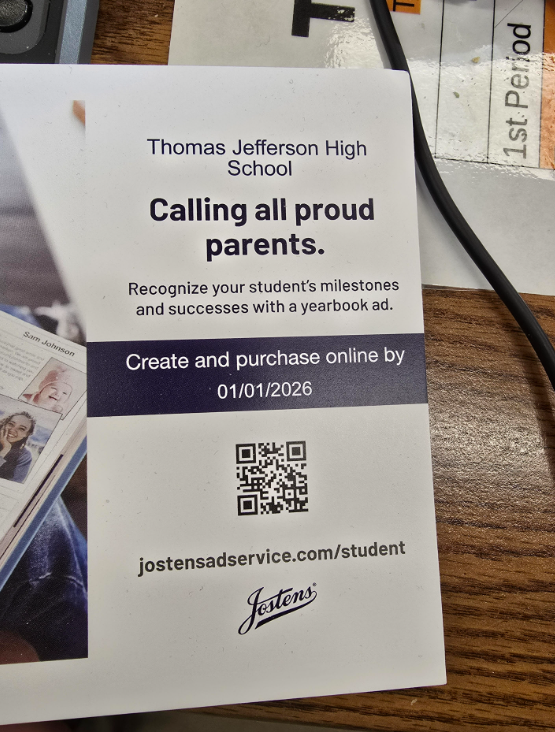 T
T
1st Period
Thomas Jefferson High
School
Calling all proud
parents.
Recognize your student's milestones
and successes with a yearbook ad.
Create and purchase online by
01/01/2026
Sam Johnson
jostensadservice.com/student
Jostens